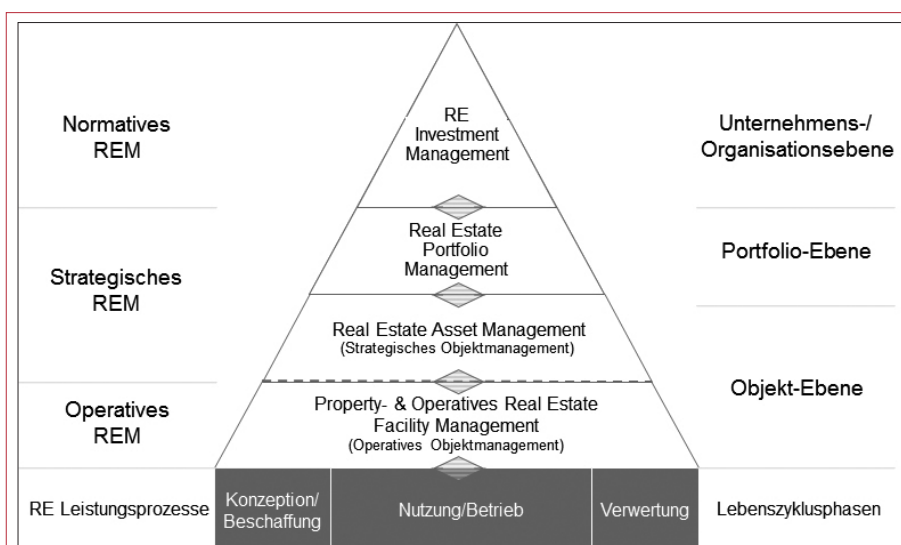 Normatives
REM
RE
Investment
Management
Unternehmens-/
Organisationsebene
Strategisches
REM
Real Estate
Portfolio
Management
Portfolio-Ebene
Real Estate Asset Management
(Strategisches Objektmanagement)
Objekt-Ebene
Operatives
REM
Property- & Operatives Real Estate
Facility Management
(Operatives Objektmanagement)
RE Leistungsprozesse
Konzeption/
Beschaffung
Nutzung/Betrieb
Verwertung
Lebenszyklusphasen